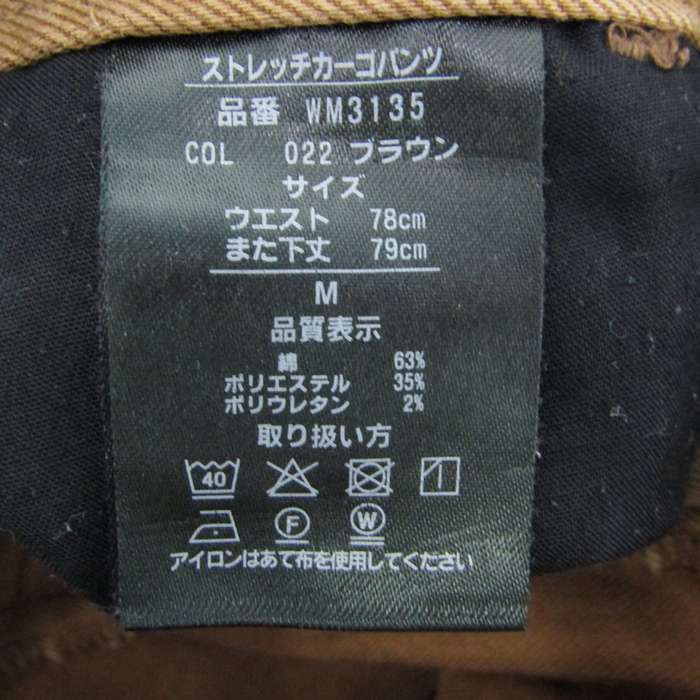 ストレッチカーゴパンツ
品番 WM3135
COL 022 ブラウン
サイズ
ウエスト 78cm
また下丈 79cm
M
品質表示
綿 63%
ポリエステル 35%
ポリウレタン 2%
取り扱い方
40
F W
アイロンはあて布を使用してください